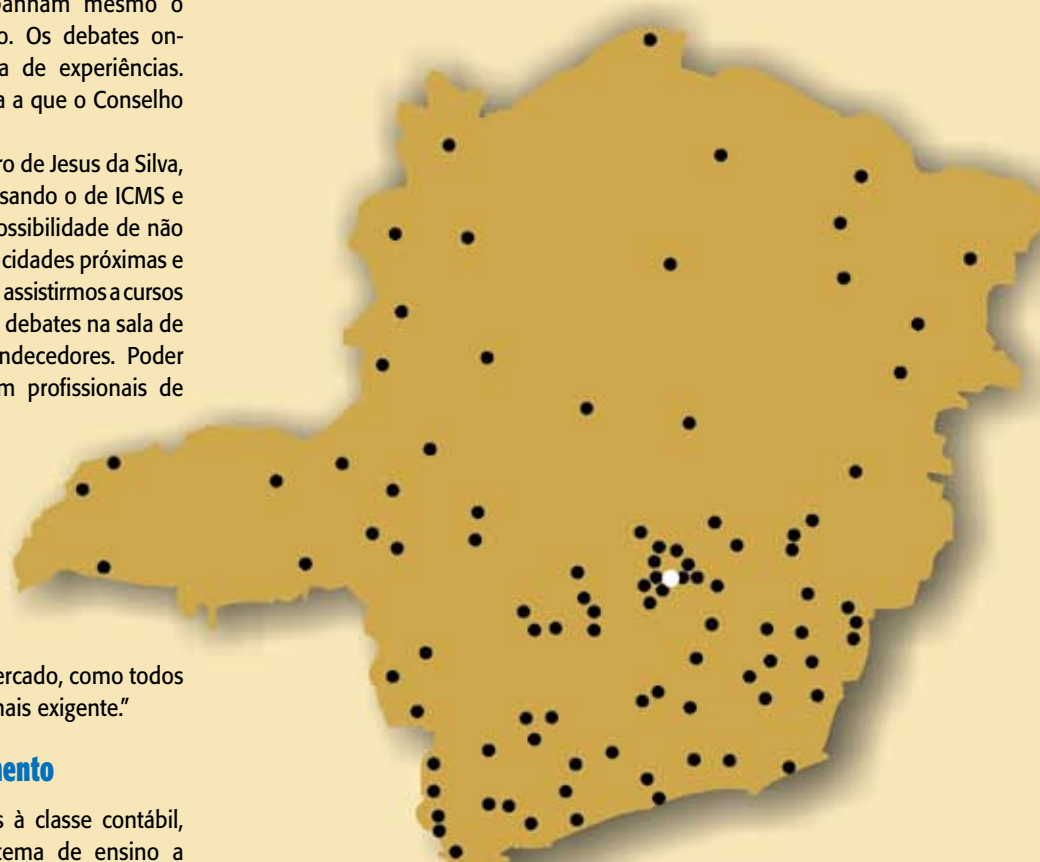 panham mesmo o
o. Os debates on-
a de experiências.
a a que o Conselho
ro de Jesus da Silva,
sando o de ICMS e
ossibilidade de não
cidades próximas e
assistirmos a cursos
debates na sala de
ndecedores. Poder
m profissionais de
ercado, como todos
nais exigente.”
nento
s à classe contábil,
tema de ensino a